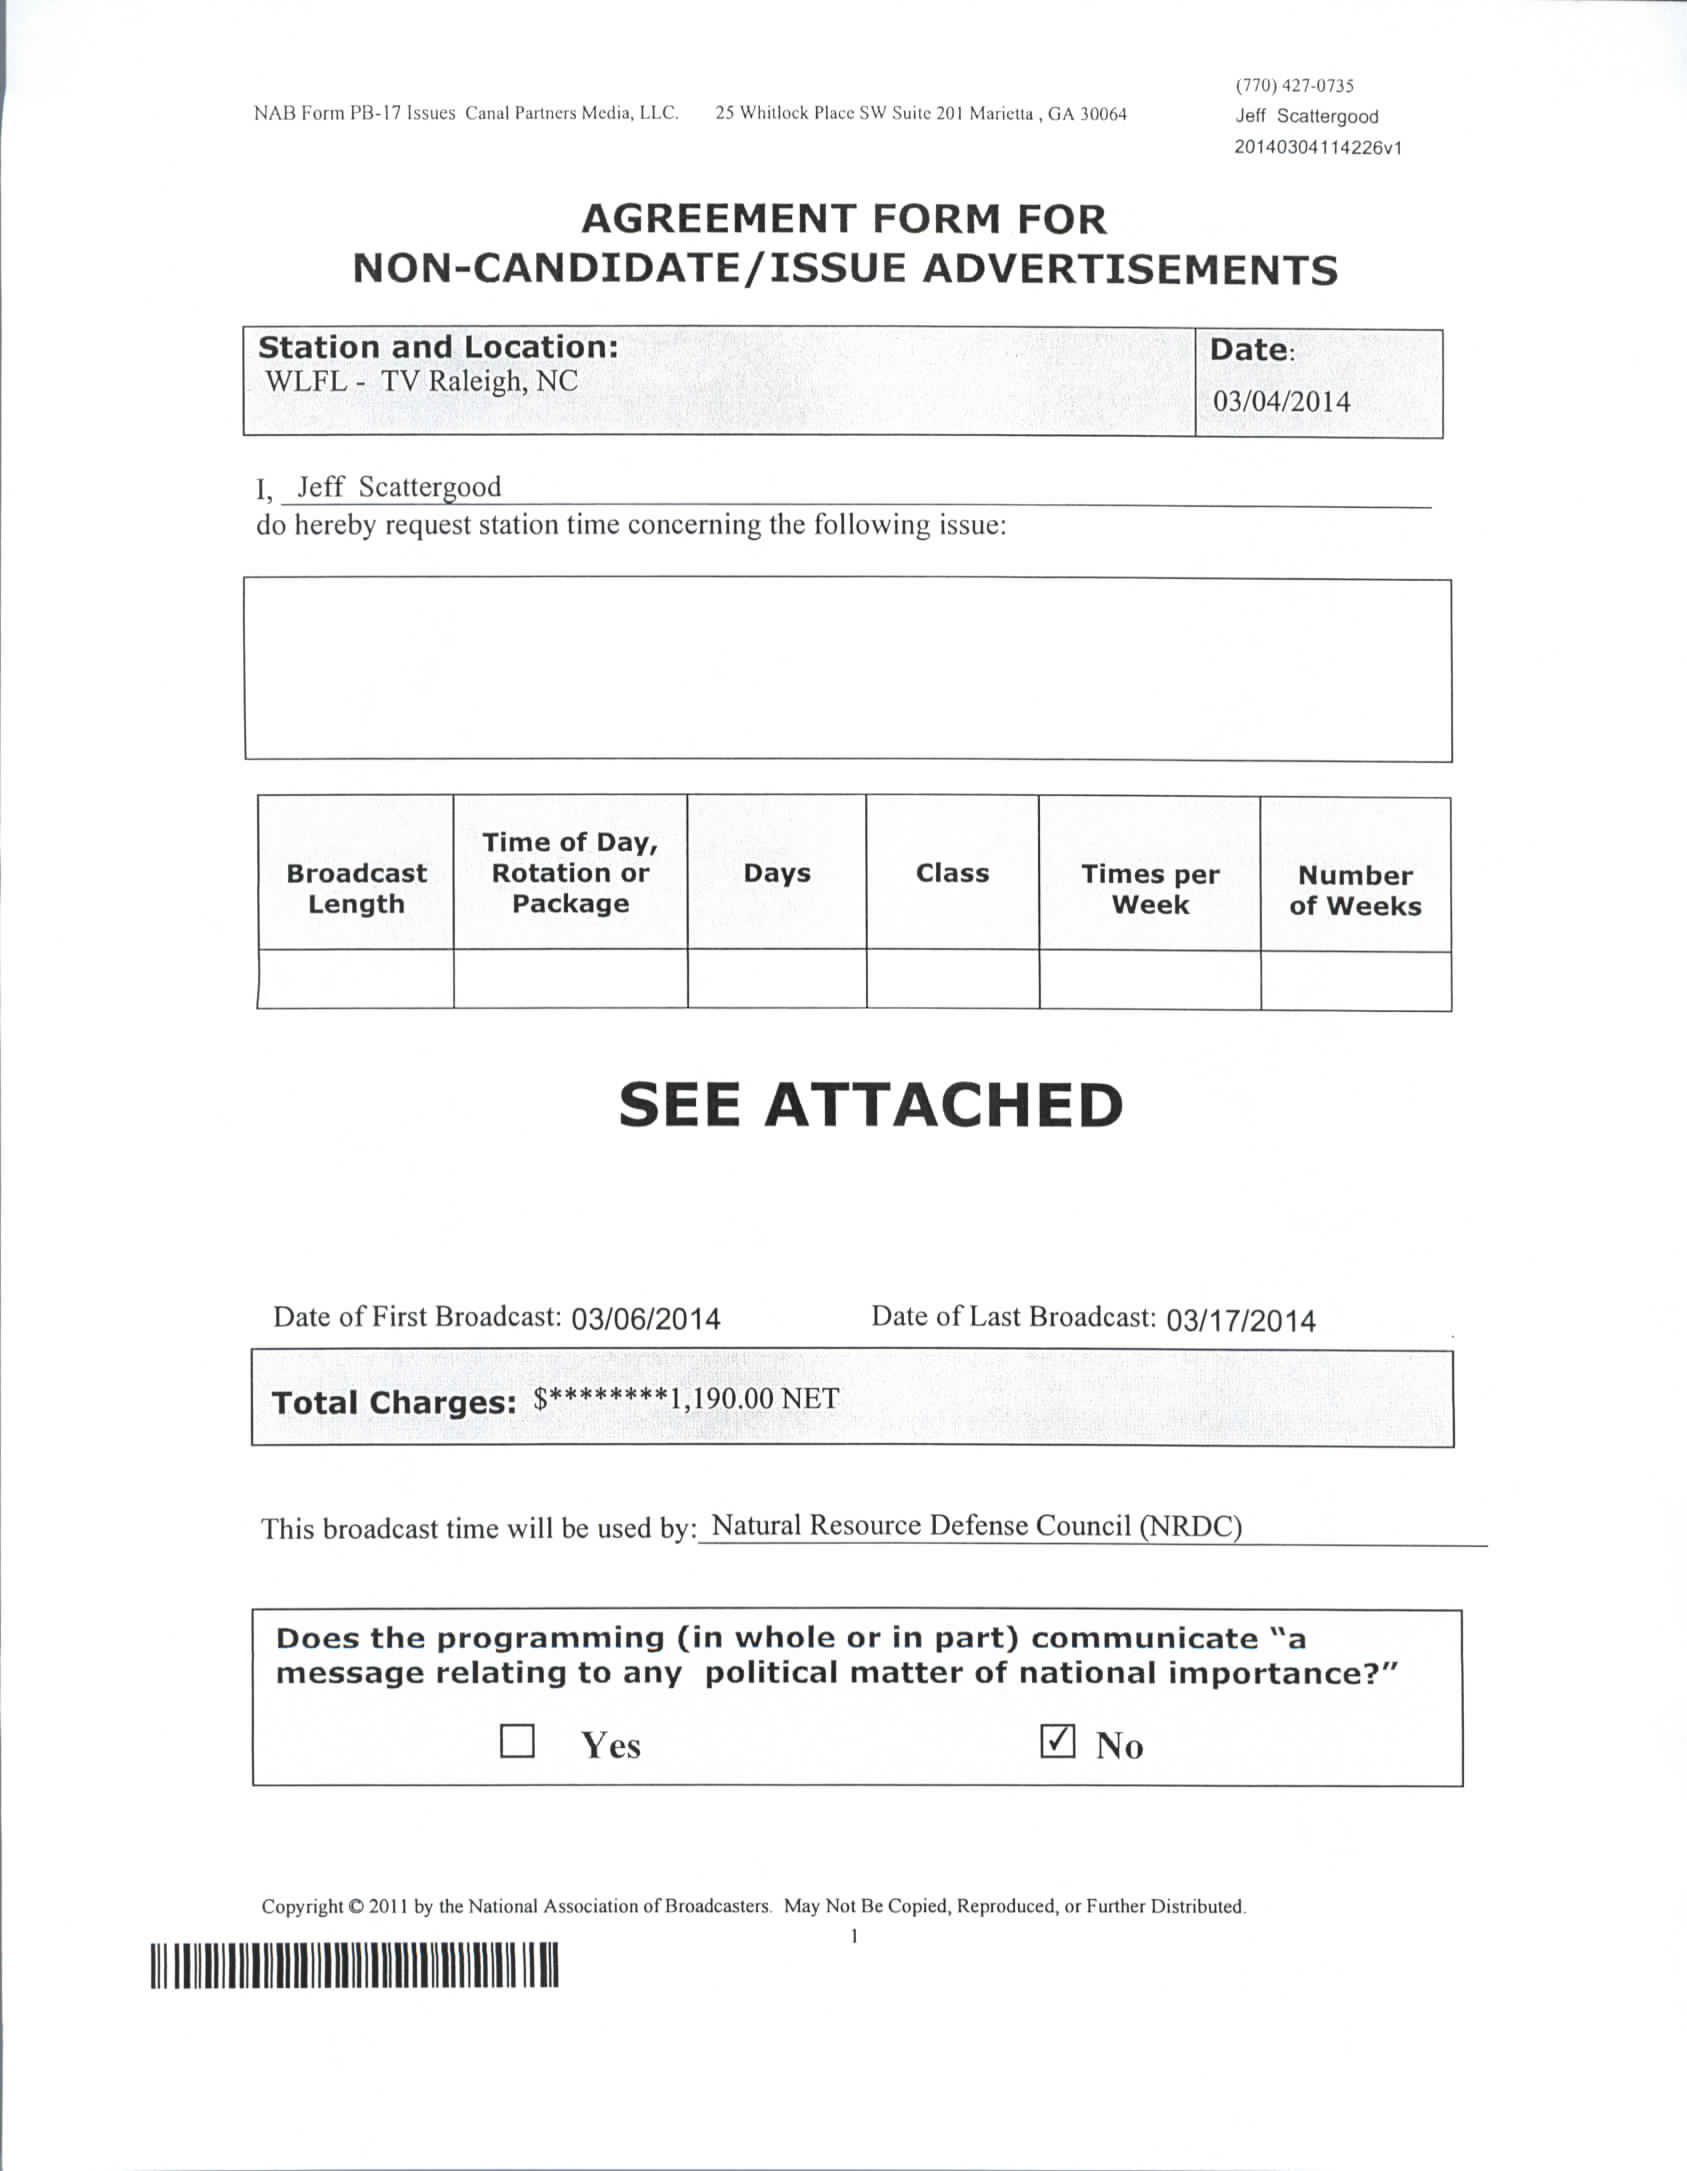 (770) 427-0735
NAB Form PB-17 Issues Canal Partners Media, LLC. 25 Whitlock Place SW Suite 201 Marietta , GA 30064
Jeff Scattergood
20140304114226v1
AGREEMENT FORM FOR
NON-CANDIDATE/ISSUE ADVERTISEMENTS
Station and Location:
WLFL - TV Raleigh, NC
Date:
03/04/2014
I, Jeff Scattergood
do hereby request station time concerning the following issue:
Broadcast
Length
Time of Day,
Rotation or
Package
Days
Class
Times per
Week
Number
of Weeks
SEE ATTACHED
Date of First Broadcast: 03/06/2014 Date of Last Broadcast: 03/17/2014
Total Charges: $********1,190.00 NET
This broadcast time will be used by: Natural Resource Defense Council (NRDC)
Does the programming (in whole or in part) communicate “a
message relating to any political matter of national importance?”
Yes ✓ No
Copyright © 2011 by the National Association of Broadcasters. May Not Be Copied, Reproduced, or Further Distributed.
1